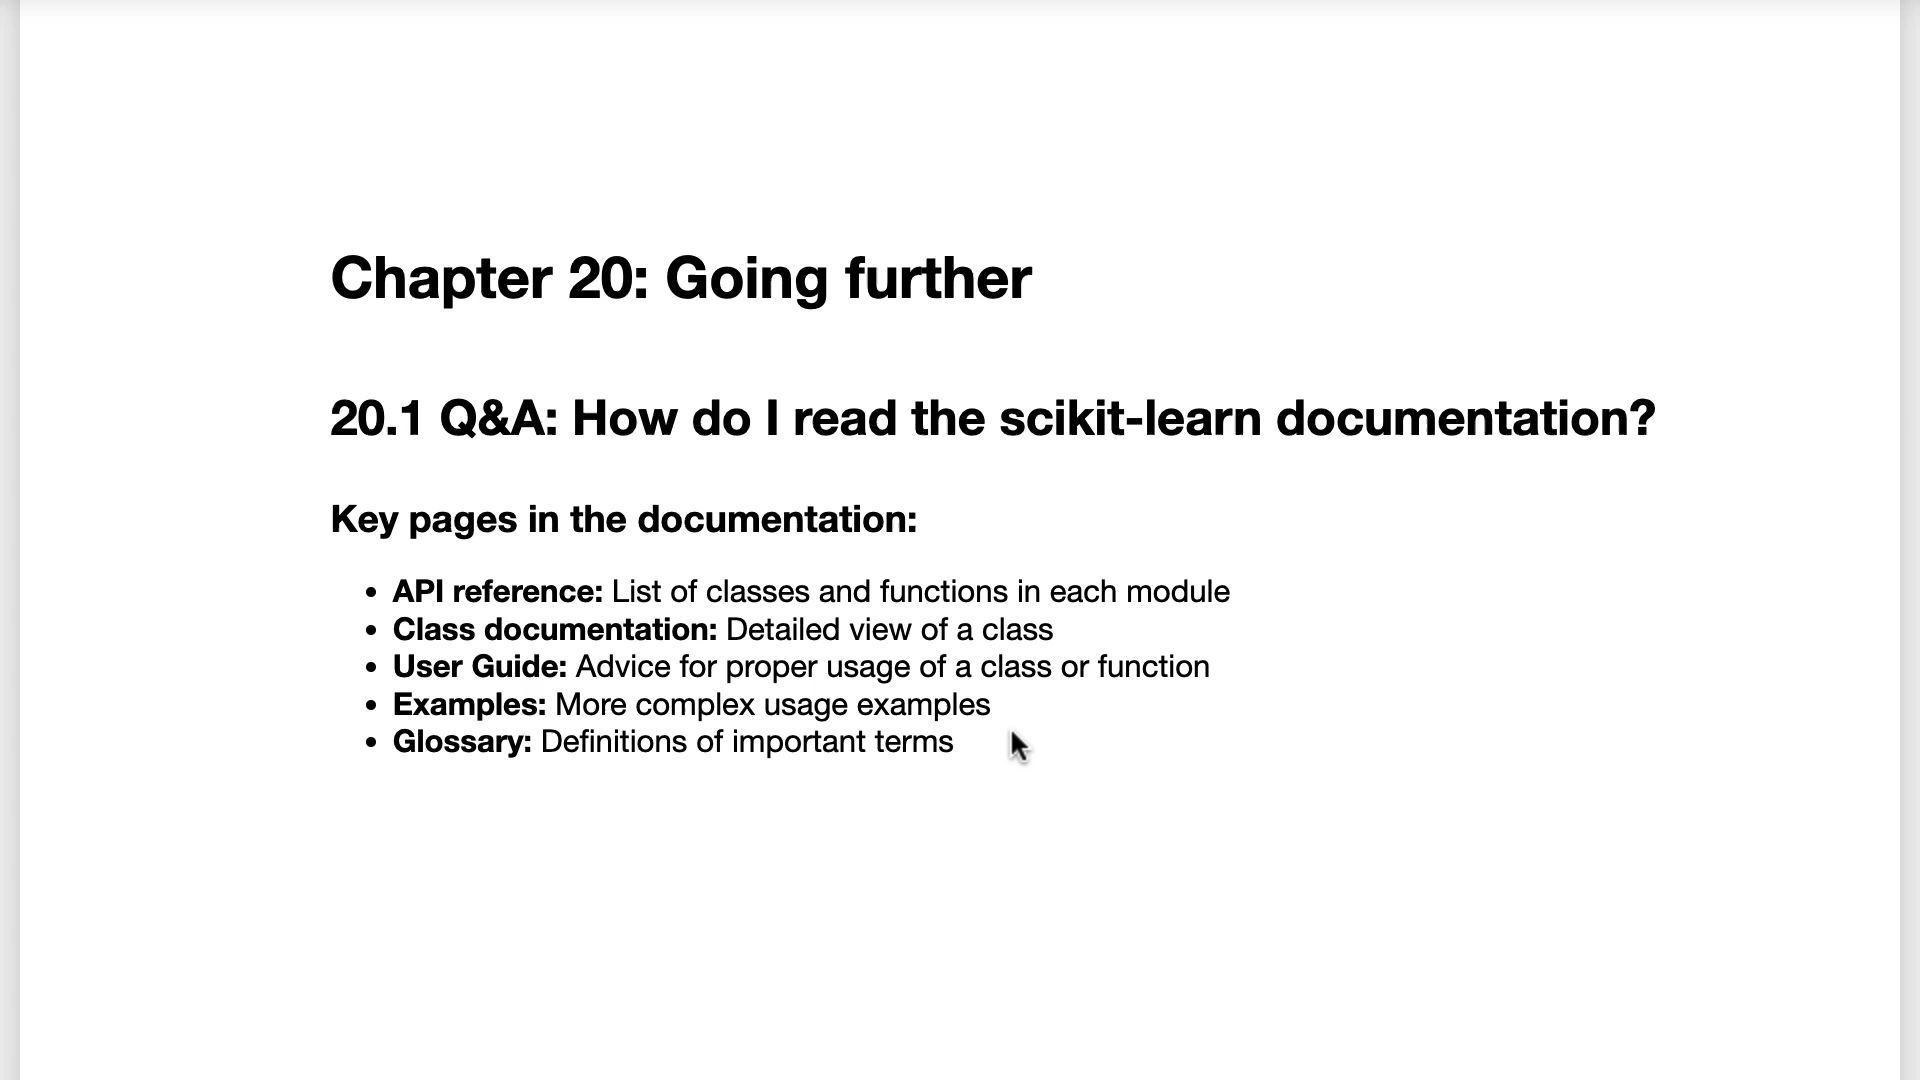 Chapter 20: Going further
20.1 Q&A: How do I read the scikit-learn documentation?
Key pages in the documentation:
• API reference: List of classes and functions in each module
• Class documentation: Detailed view of a class
• User Guide: Advice for proper usage of a class or function
• Examples: More complex usage examples
• Glossary: Definitions of important terms